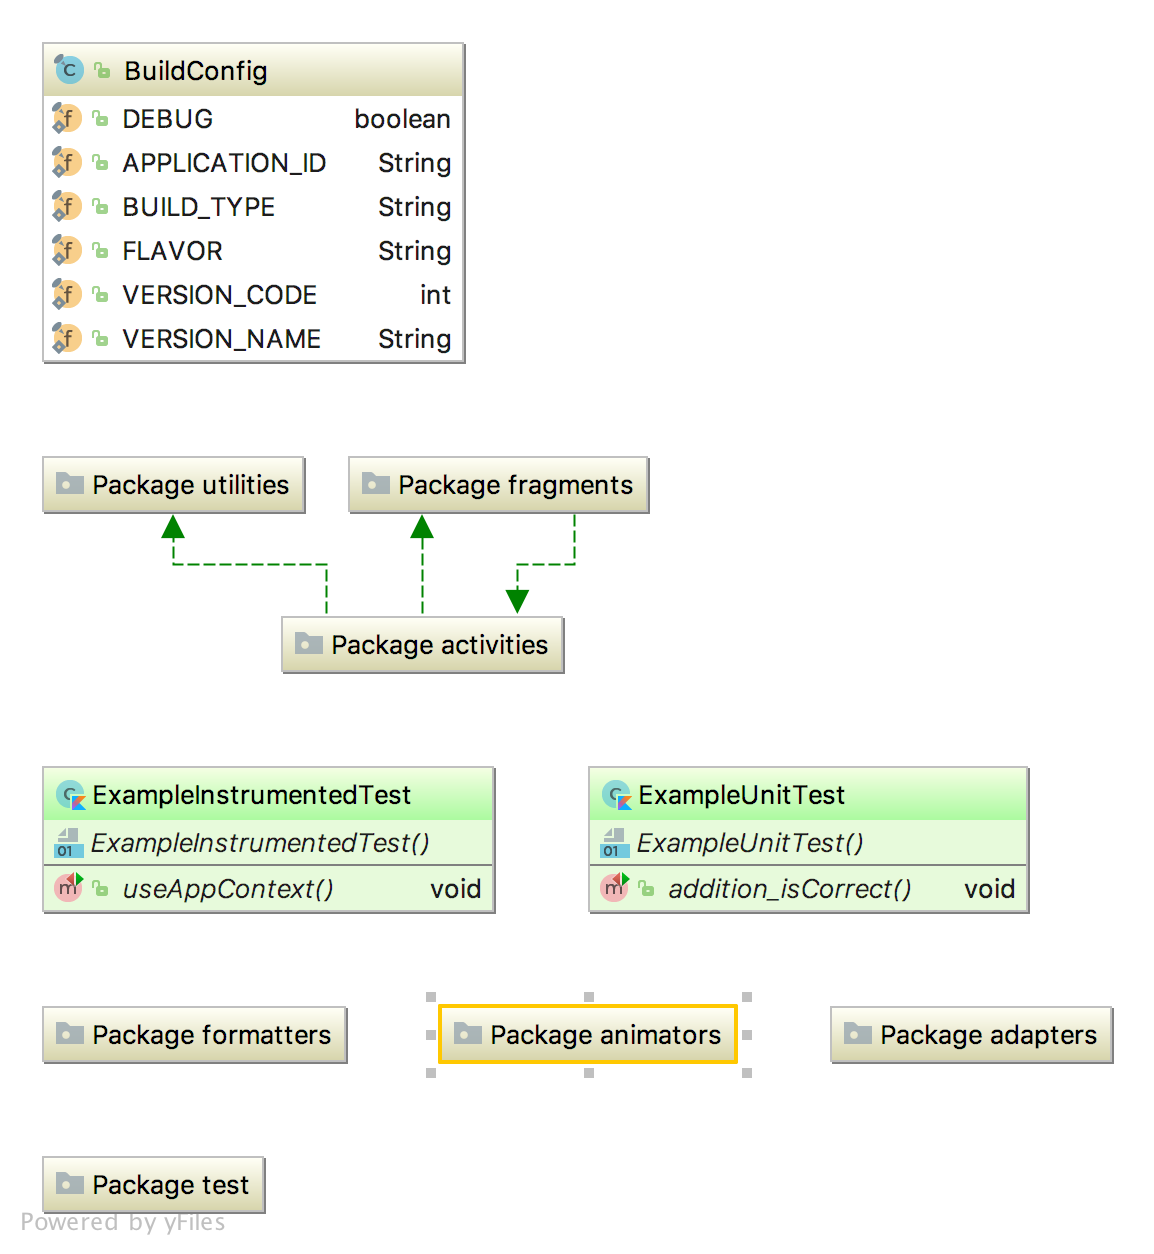 BuildConfig
DEBUG boolean
APPLICATION_ID String
BUILD_TYPE String
FLAVOR String
VERSION_CODE int
VERSION_NAME String
Package utilities
Package fragments
Package activities
ExampleInstrumentedTest
ExampleInstrumentedTest()
useAppContext() void
ExampleUnitTest
ExampleUnitTest()
addition_isCorrect() void
Package formatters
Package animators
Package adapters
Package test
Powered by yFiles